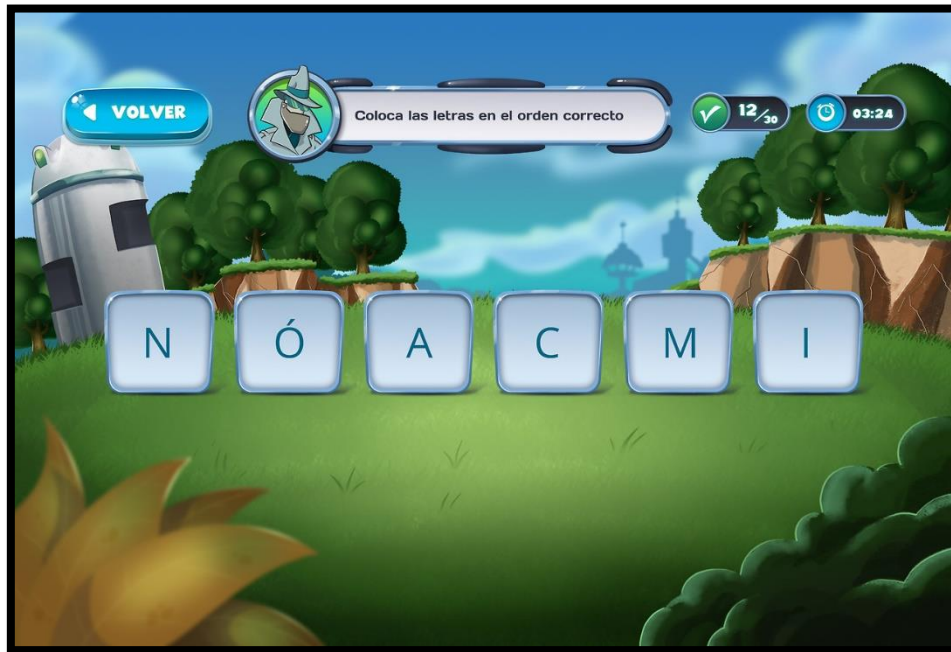 VOLVER
Coloca las letras en el orden correcto
12/30
03:24
N Ó A C M I